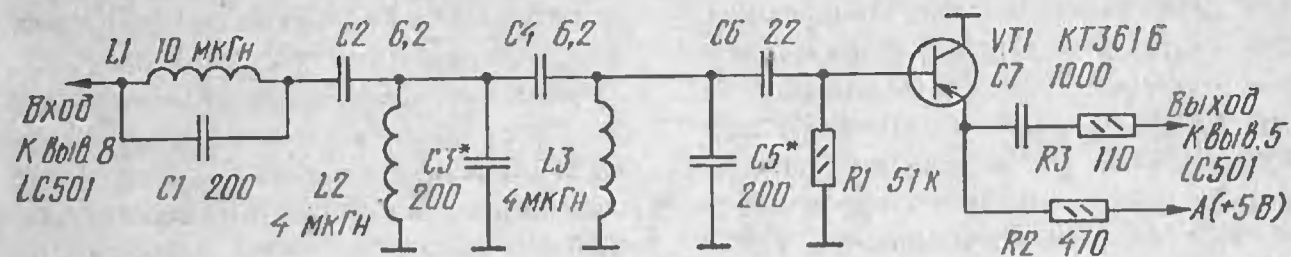 L1 10 мкГн
C2 6,2
C4 6,2
C6 22
VT1 КТ361Б
C7 1000
Вход
К выв. 8
LC501
C1 200
L2
4 мкГн
C3*
200
L3
4мкГн
C5*
200
R1 51к
R3 110
Выход
К выв. 5
LC501
А(+5В)
R2 470